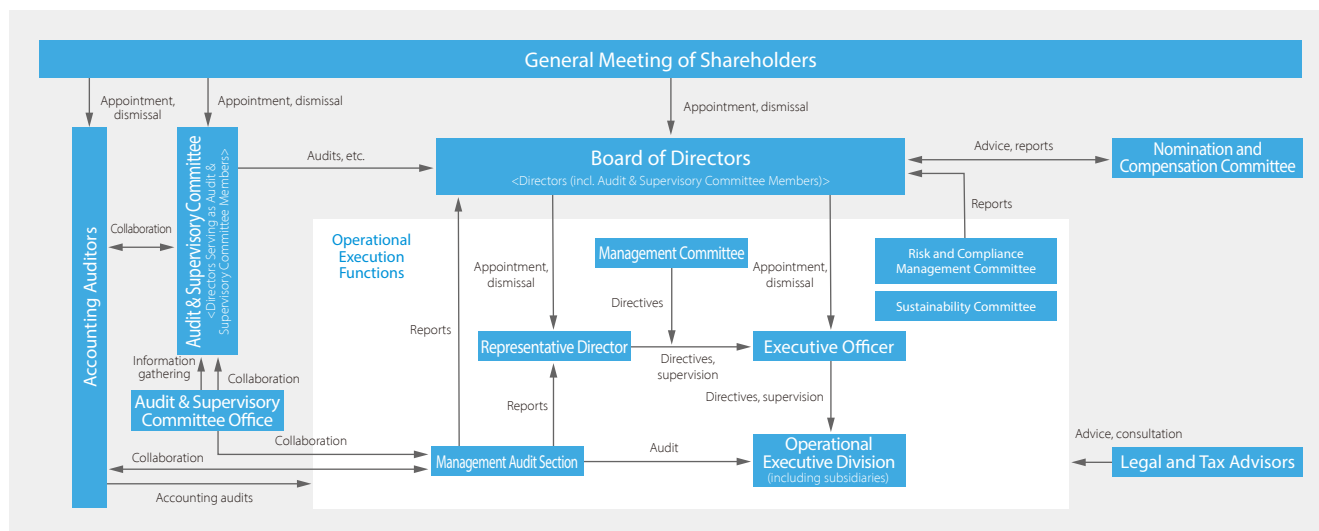 General Meeting of Shareholders
Appointment,
dismissal
Appointment, dismissal
Appointment, dismissal
Accounting Auditors
Audit & Supervisory Committee
<Directors Serving as Audit &
Supervisory Committee Members>
Audits, etc.
Board of Directors
<Directors (incl. Audit & Supervisory Committee Members)>
Advice, reports
Nomination and
Compensation Committee
Collaboration
Reports
Operational
Execution
Functions
Management Committee
Risk and Compliance
Management Committee
Appointment,
dismissal
Appointment,
dismissal
Directives
Sustainability Committee
Reports
Representative Director
Executive Officer
Directives,
supervision
Information
gathering
Collaboration
Audit & Supervisory
Committee Office
Directives, supervision
Reports
Collaboration
Collaboration
Management Audit Section
Audit
Operational
Executive Division
(including subsidiaries)
Advice, consultation
Legal and Tax Advisors
Accounting audits